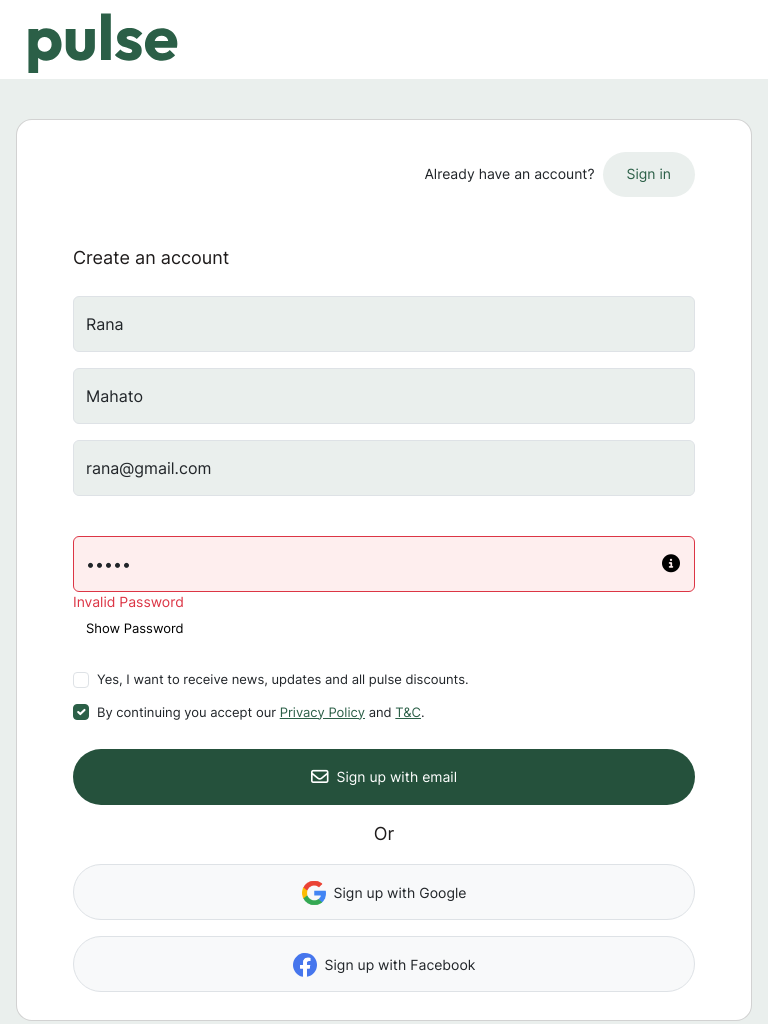 pulse
Already have an account? Sign in
Create an account
Rana
Mahato
rana@gmail.com
•••••
Invalid Password
Show Password
Yes, I want to receive news, updates and all pulse discounts.
By continuing you accept our Privacy Policy and T&C.
Sign up with email
Or
Sign up with Google
Sign up with Facebook